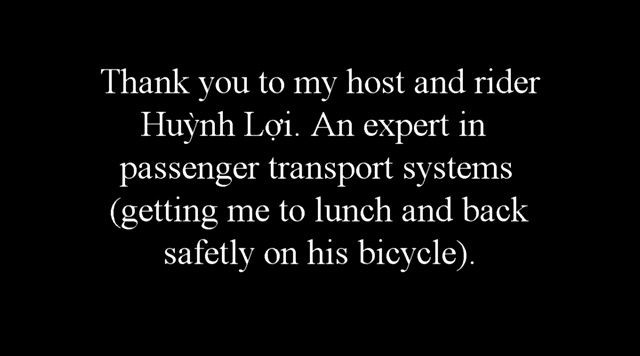 Thank you to my host and rider
Huỳnh Lợi. An expert in
passenger transport systems
(getting me to lunch and back
safetly on his bicycle).